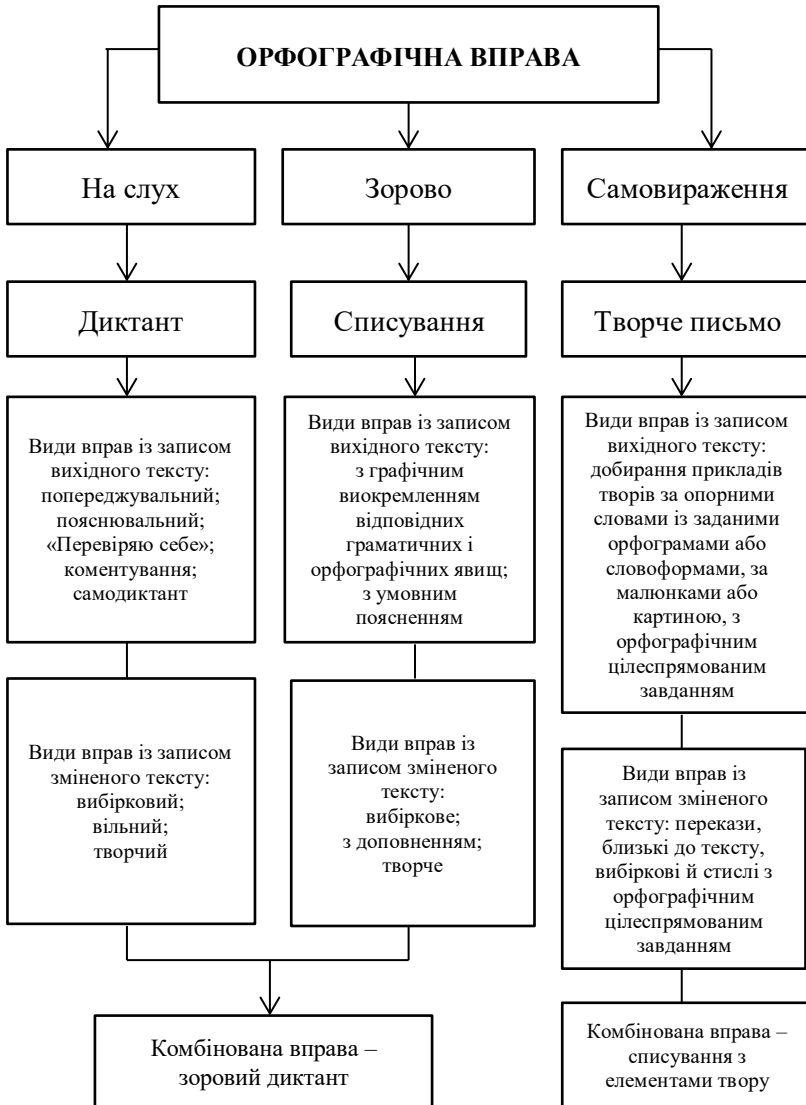 ОРФОГРАФІЧНА ВПРАВА
На слух
Зорово
Самовираження
Диктант
Списування
Творче письмо
Види вправ із записом
вихідного тексту:
попереджувальний;
пояснювальний;
«Перевіряю себе»;
коментування;
самодиктант
Види вправ із записом
вихідного тексту:
з графічним
виокремленням
відповідних
граматичних і
орфографічних явищ;
з умовним
поясненням
Види вправ із записом
вихідного тексту:
добирання прикладів
творів за опорними
словами із заданими
орфограмами або
словоформами, за
малюнками або
картиною, з
орфографічним
цілеспрямованим
завданням
Види вправ із записом
зміненого тексту:
вибірковий;
вільний;
творчий
Види вправ із
записом зміненого
тексту:
вибіркове;
з доповненням;
творче
Види вправ із
записом зміненого
тексту: перекази,
близькі до тексту,
вибіркові й стислі з
орфографічним
цілеспрямованим
завданням
Комбінована вправа –
зоровий диктант
Комбінована вправа –
списування з
елементами твору